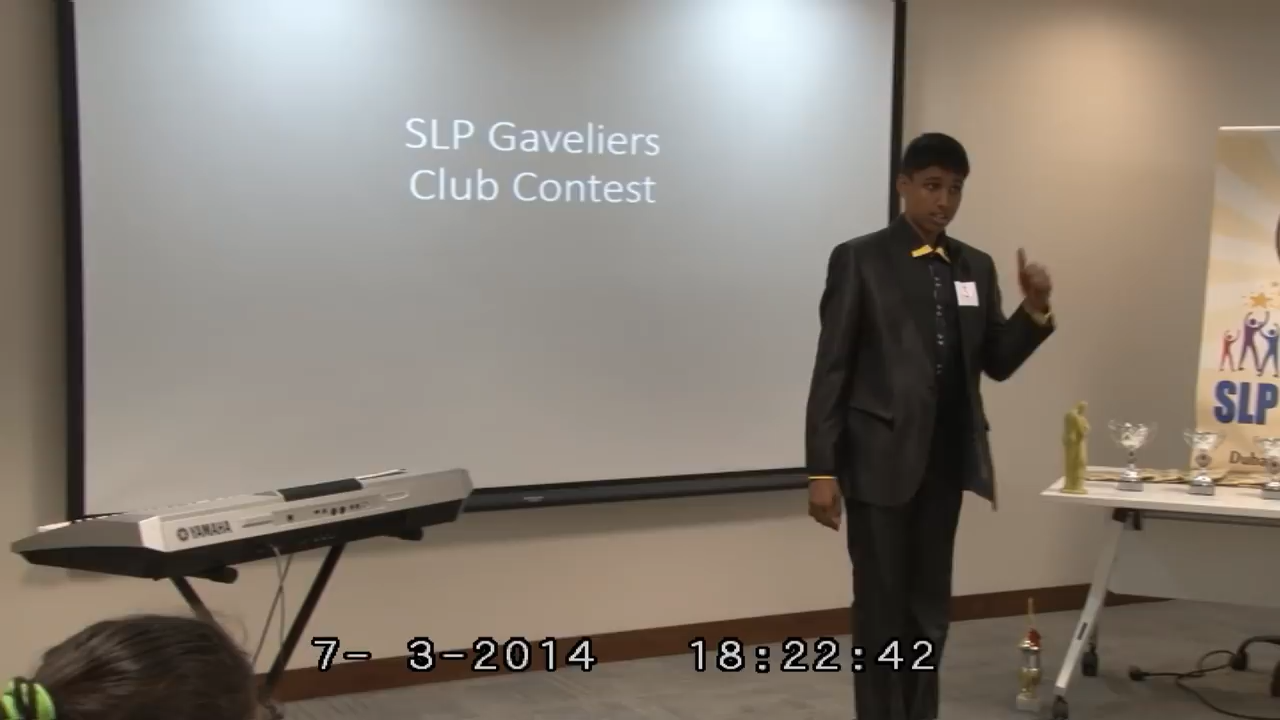 SLP Gaveliers
Club Contest
SLP
YAMAHA
7- 3-2014 18:22:42